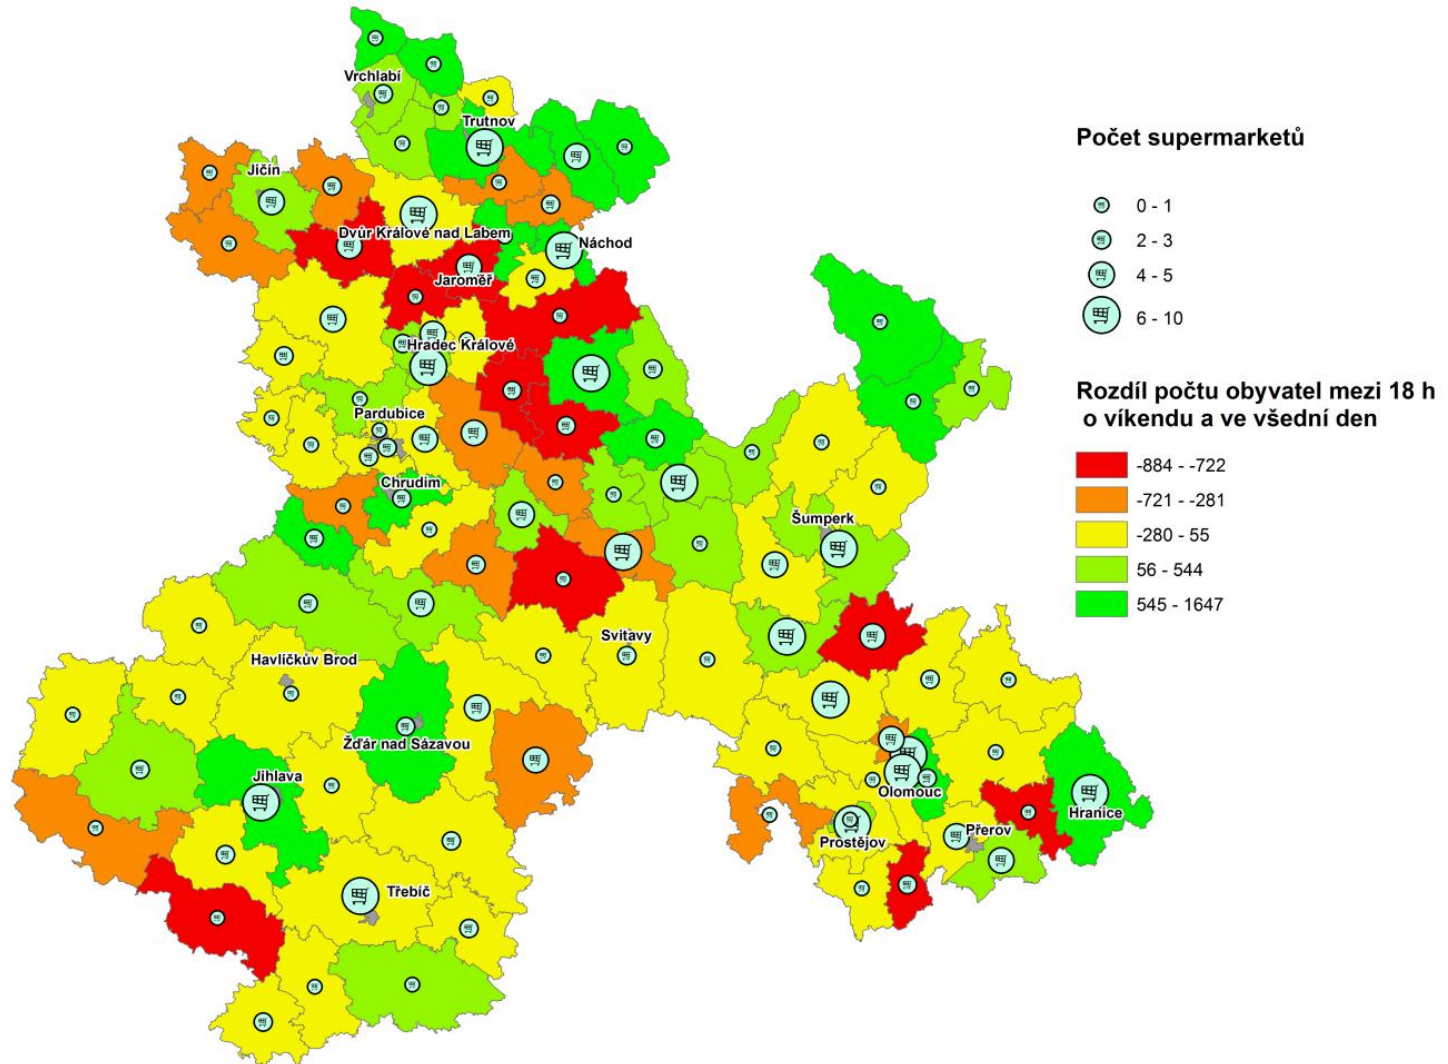 Vrchlabí
Trutnov
Jičín
Dvůr Králové nad Labem
Náchod
Jaroměř
Hradec Králové
Pardubice
Chrudim
Šumperk
Svitavy
Havlíčkův Brod
Žďár nad Sázavou
Jihlava
Olomouc
Hranice
Přerov
Prostějov
Třebíč
Počet supermarketů
0 - 1
2 - 3
4 - 5
6 - 10
Rozdíl počtu obyvatel mezi 18 h
o víkendu a ve všední den
-884 - -722
-721 - -281
-280 - 55
56 - 544
545 - 1647